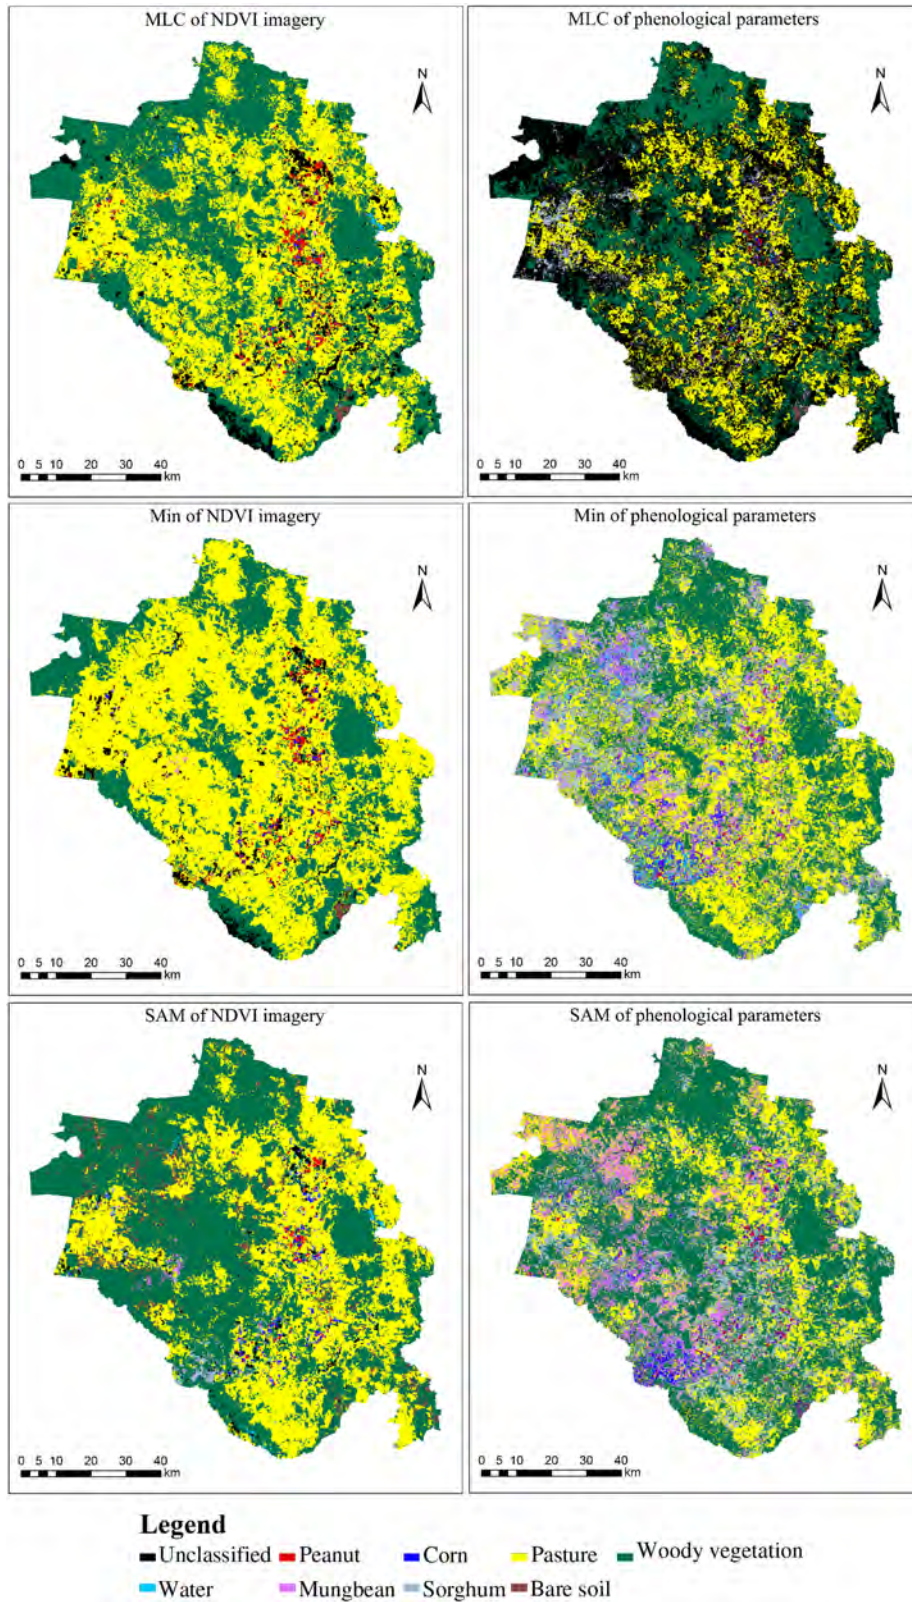 MLC of NDVI imagery
MLC of phenological parameters
N
N
0 5 10 20 30 40
km
0 5 10 20 30 40
km
Min of NDVI imagery
Min of phenological parameters
N
N
0 5 10 20 30 40
km
0 5 10 20 30 40
km
SAM of NDVI imagery
SAM of phenological parameters
N
N
0 5 10 20 30 40
km
0 5 10 20 30 40
km
Legend
Unclassified Peanut Corn Pasture Woody vegetation
Water Mungbean Sorghum Bare soil